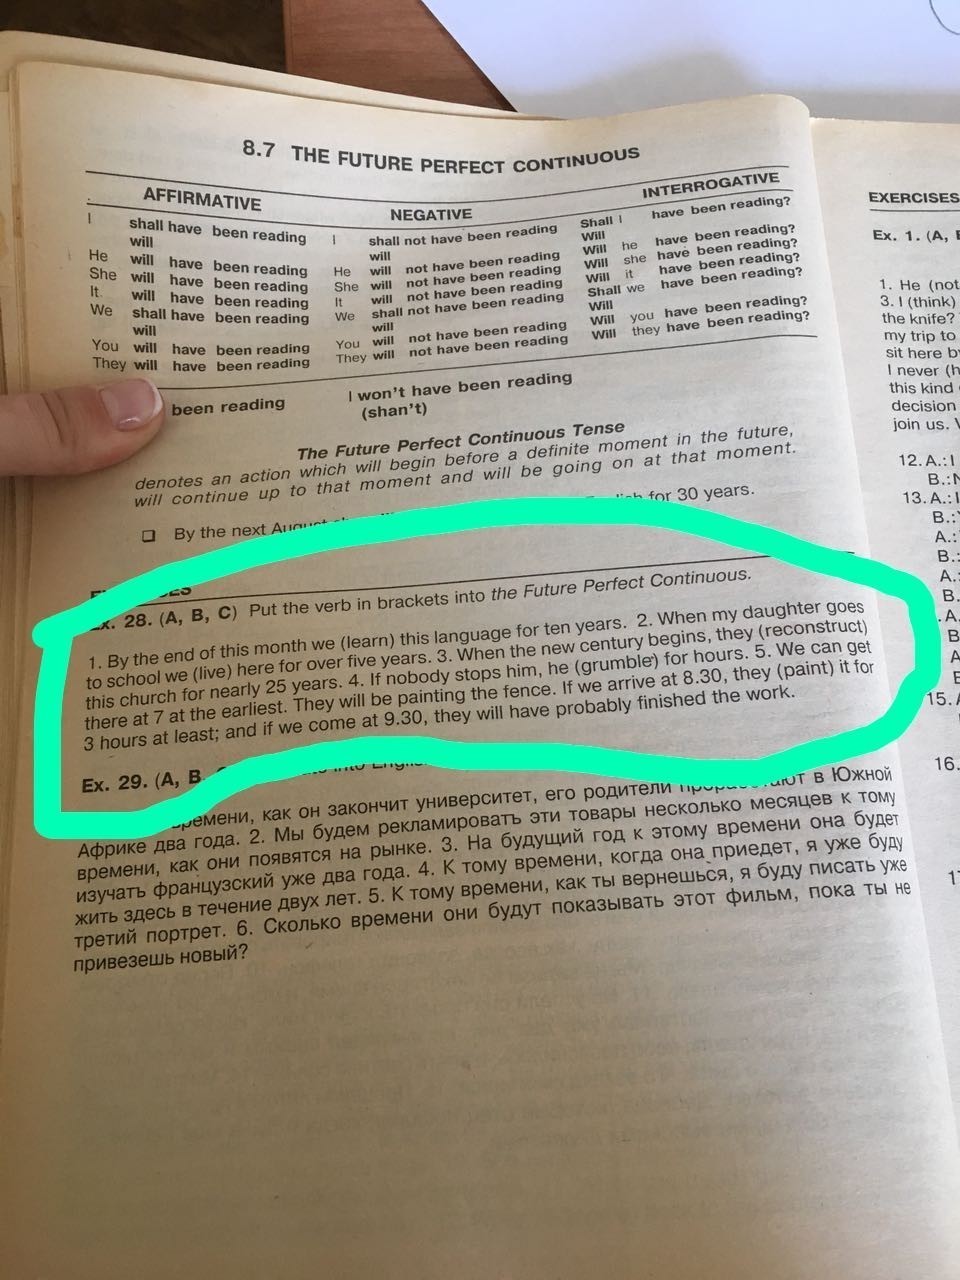 8.7 THE FUTURE PERFECT CONTINUOUS
AFFIRMATIVE NEGATIVE INTERROGATIVE
I shall have been reading I shall not have been reading Shall I have been reading?
will will Will
He will have been reading He will not have been reading Will he have been reading?
She will have been reading She will not have been reading Will she have been reading?
It will have been reading It will not have been reading Will it have been reading?
We shall have been reading We shall not have been reading Shall we have been reading?
will will Will
You will have been reading You will not have been reading Will you have been reading?
They will have been reading They will not have been reading Will they have been reading?
been reading I won't have been reading
(shan't)
The Future Perfect Continuous Tense
denotes an action which will begin before a definite moment in the future,
will continue up to that moment and will be going on at that moment.
By the next August for 30 years.
28. (A, B, C) Put the verb in brackets into the Future Perfect Continuous.
1. By the end of this month we (learn) this language for ten years. 2. When my daughter goes
to school we (live) here for over five years. 3. When the new century begins, they (reconstruct)
this church for nearly 25 years. 4. If nobody stops him, he (grumble) for hours. 5. We can get
there at 7 at the earliest. They will be painting the fence. If we arrive at 8.30, they (paint) it for
3 hours at least; and if we come at 9.30, they will have probably finished the work.
Ex. 29. (A, B
как он закончит университет, его родители в Южной
Африке два года. 2. Мы будем рекламировать эти товары несколько месяцев к тому
времени, как они появятся на рынке. 3. На будущий год к этому времени она будет
изучать французский уже два года. 4. К тому времени, когда она приедет, я уже буду
жить здесь в течение двух лет. 5. К тому времени, как ты вернешься, я буду писать уже
третий портрет. 6. Сколько времени они будут показывать этот фильм, пока ты не
привезешь новый?
EXERCISES
Ex. 1. (A,
1. He (not
3. I (think)
the knife?
my trip to
sit here
I never (h
this kind
decision
join us.
12. A.: I
B.:
13. A.:
B.:
A.:
B.:
A.:
B.
A.
B
A
B
15.
16.